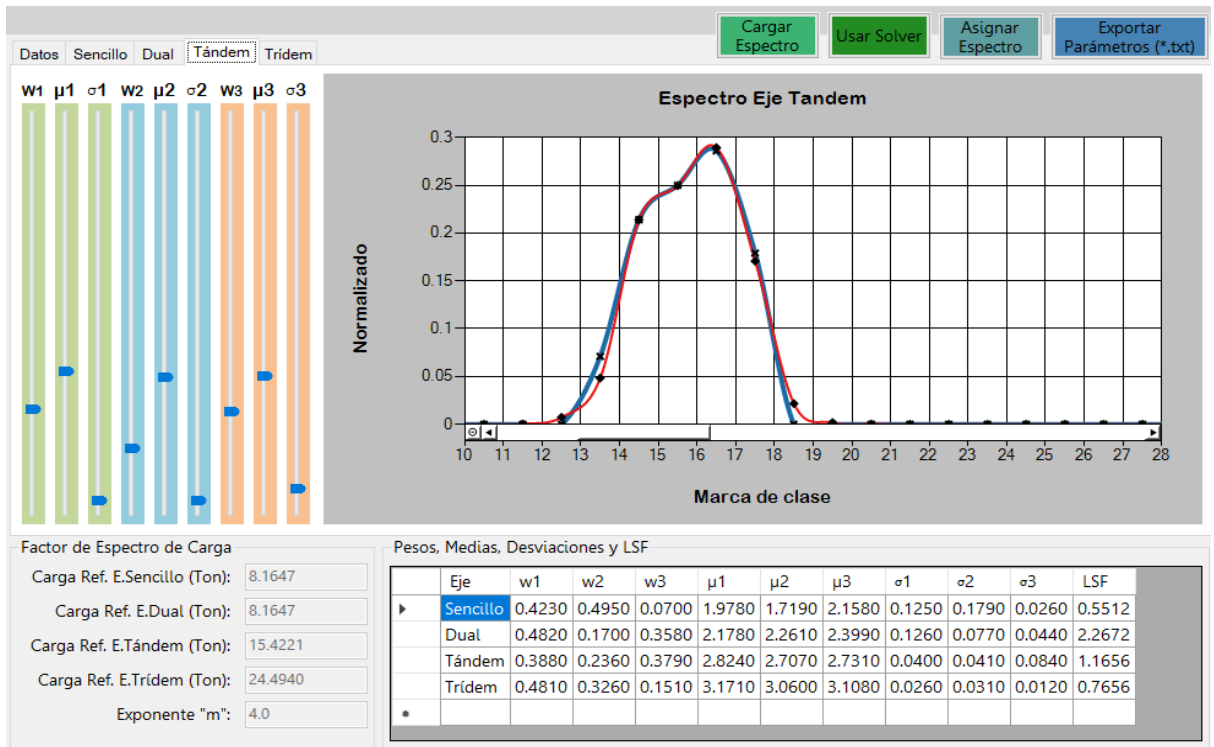 Cargar Espectro
Usar Solver
Asignar Espectro
Exportar Parámetros (*.txt)
Datos Sencillo Dual Tándem Trídem
w1 µ1 σ1 w2 µ2 σ2 w3 µ3 σ3
Espectro Eje Tandem
0.3
0.25
0.2
0.15
0.1
0.05
0
Normalizado
10 11 12 13 14 15 16 17 18 19 20 21 22 23 24 25 26 27 28
Marca de clase
Factor de Espectro de Carga
Carga Ref. E.Sencillo (Ton): 8.1647
Carga Ref. E.Dual (Ton): 8.1647
Carga Ref. E.Tándem (Ton): 15.4221
Carga Ref. E.Trídem (Ton): 24.4940
Exponente "m": 4.0
Pesos, Medias, Desviaciones y LSF
Eje w1 w2 w3 µ1 µ2 µ3 σ1 σ2 σ3 LSF
Sencillo 0.4230 0.4950 0.0700 1.9780 1.7190 2.1580 0.1250 0.1790 0.0260 0.5512
Dual 0.4820 0.1700 0.3580 2.1780 2.2610 2.3990 0.1260 0.0770 0.0440 2.2672
Tándem 0.3880 0.2360 0.3790 2.8240 2.7070 2.7310 0.0400 0.0410 0.0840 1.1656
Trídem 0.4810 0.3260 0.1510 3.1710 3.0600 3.1080 0.0260 0.0310 0.0120 0.7656